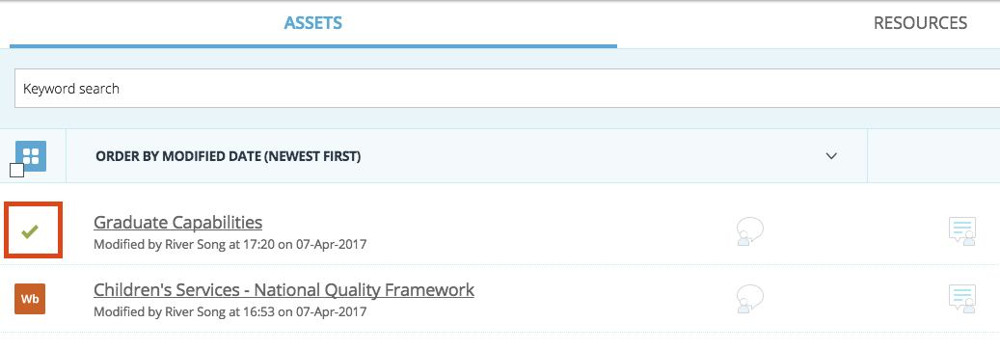 ASSETS
RESOURCES
Keyword search
ORDER BY MODIFIED DATE (NEWEST FIRST)
Graduate Capabilities
Modified by River Song at 17:20 on 07-Apr-2017
Wb
Children's Services - National Quality Framework
Modified by River Song at 16:53 on 07-Apr-2017